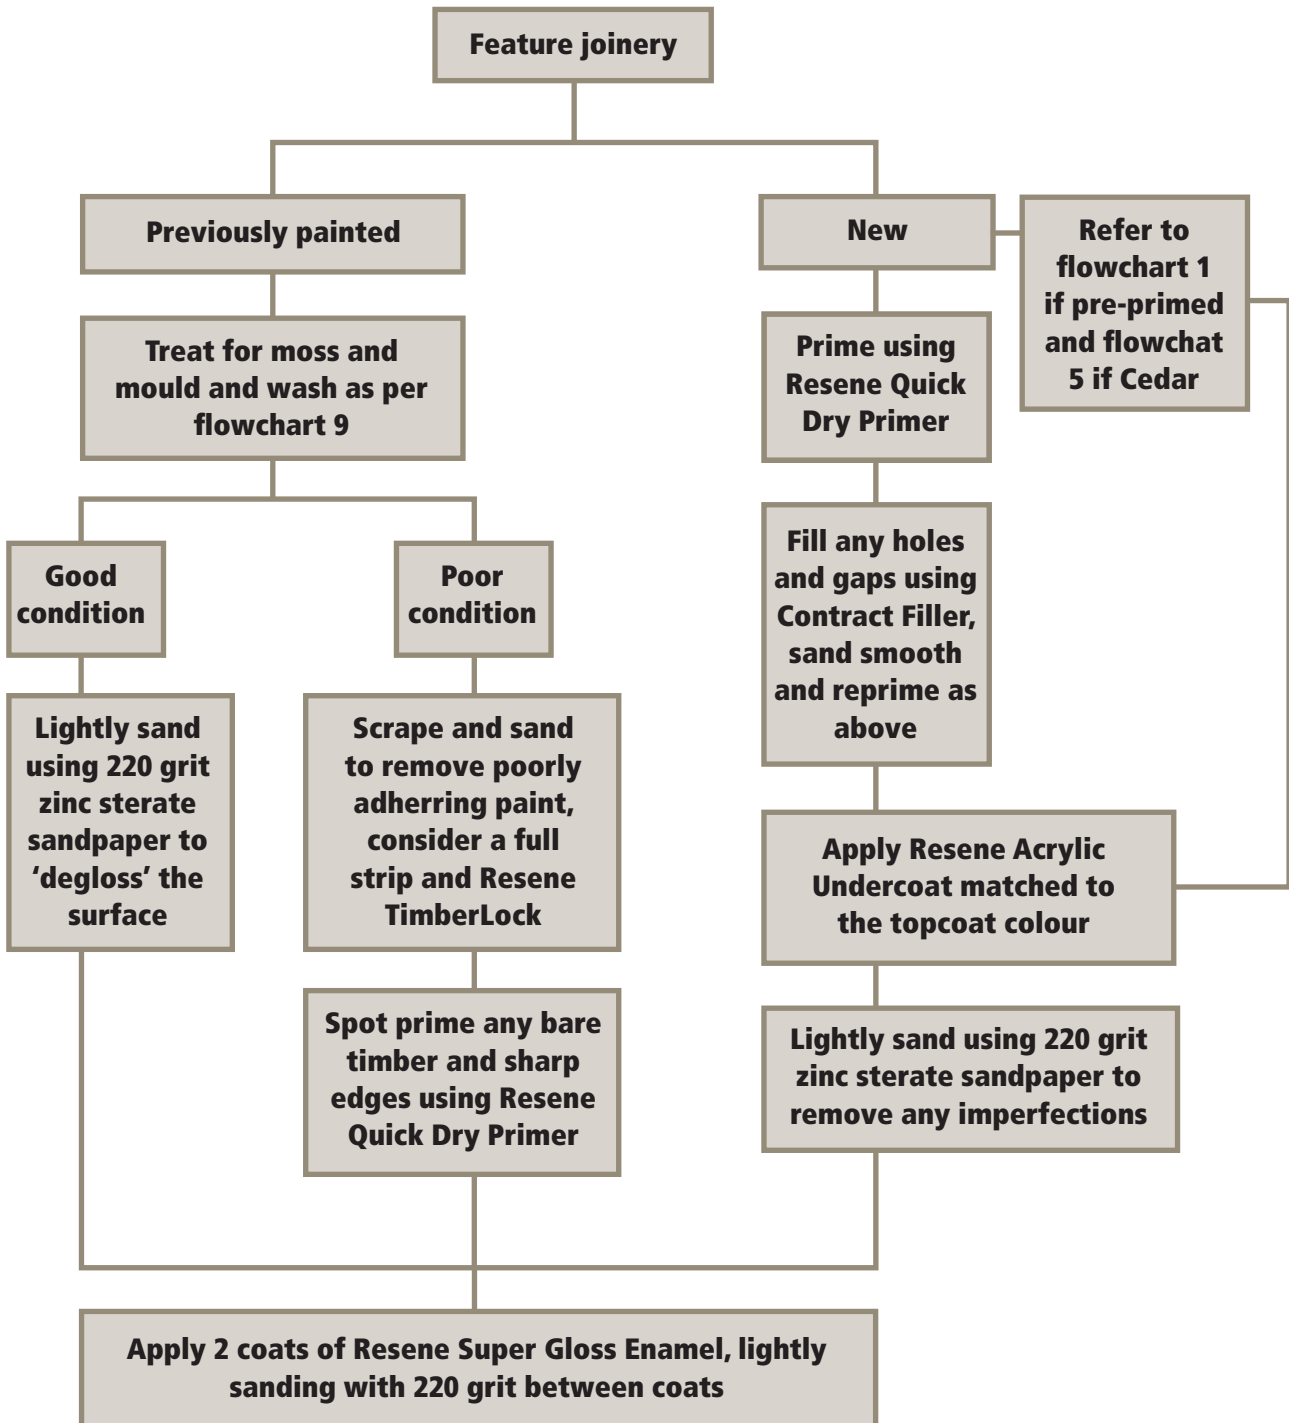 Feature joinery
Previously painted
Treat for moss and
mould and wash as per
flowchart 9
Good
condition
Lightly sand
using 220 grit
zinc sterate
sandpaper to
‘degloss’ the
surface
Poor
condition
Scrape and sand
to remove poorly
adherring paint,
consider a full
strip and Resene
TimberLock
Spot prime any bare
timber and sharp
edges using Resene
Quick Dry Primer
New
Refer to
flowchart 1
if pre-primed
and flowchat
5 if Cedar
Prime using
Resene Quick
Dry Primer
Fill any holes
and gaps using
Contract Filler,
sand smooth
and reprime as
above
Apply Resene Acrylic
Undercoat matched to
the topcoat colour
Lightly sand using 220 grit
zinc sterate sandpaper to
remove any imperfections
Apply 2 coats of Resene Super Gloss Enamel, lightly
sanding with 220 grit between coats